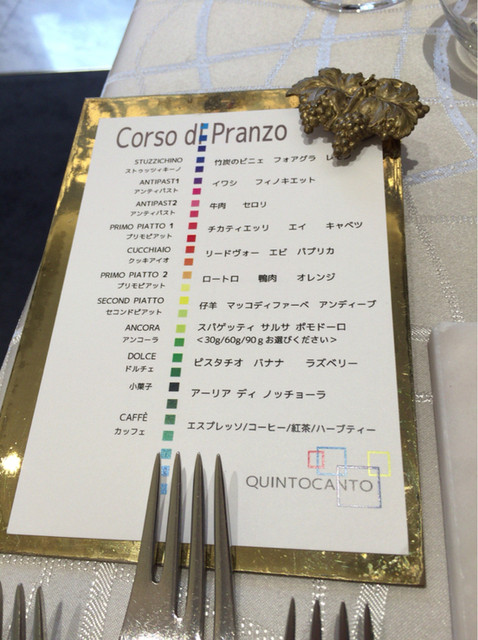 Corso di Pranzo
STUZZICHINO 竹炭のビニェ フォアグラ レモン
ストゥッツィキーノ
ANTIPAST1 イワシ フィノキエット
アンティパスト
ANTIPAST2 牛肉 セロリ
アンティパスト
PRIMO PIATTO 1 チカティエッリ エイ キャベツ
プリモピアット
CUCCHIAIO リードヴォー エビ パプリカ
クッキアイオ
PRIMO PIATTO 2 ロートロ 鴨肉 オレンジ
プリモピアット
SECOND PIATTO 仔羊 マッコディファーベ アンディーブ
セコンドピアット
ANCORA スパゲッティ サルサ ポモドーロ
アンコーラ <30g/60g/90gお選びください>
DOLCE ピスタチオ バナナ ラズベリー
ドルチェ
小菓子 アーリア ディ ノッチョーラ
CAFFÈ エスプレッソ/コーヒー/紅茶/ハーブティー
カッフェ
QUINTOCANTO